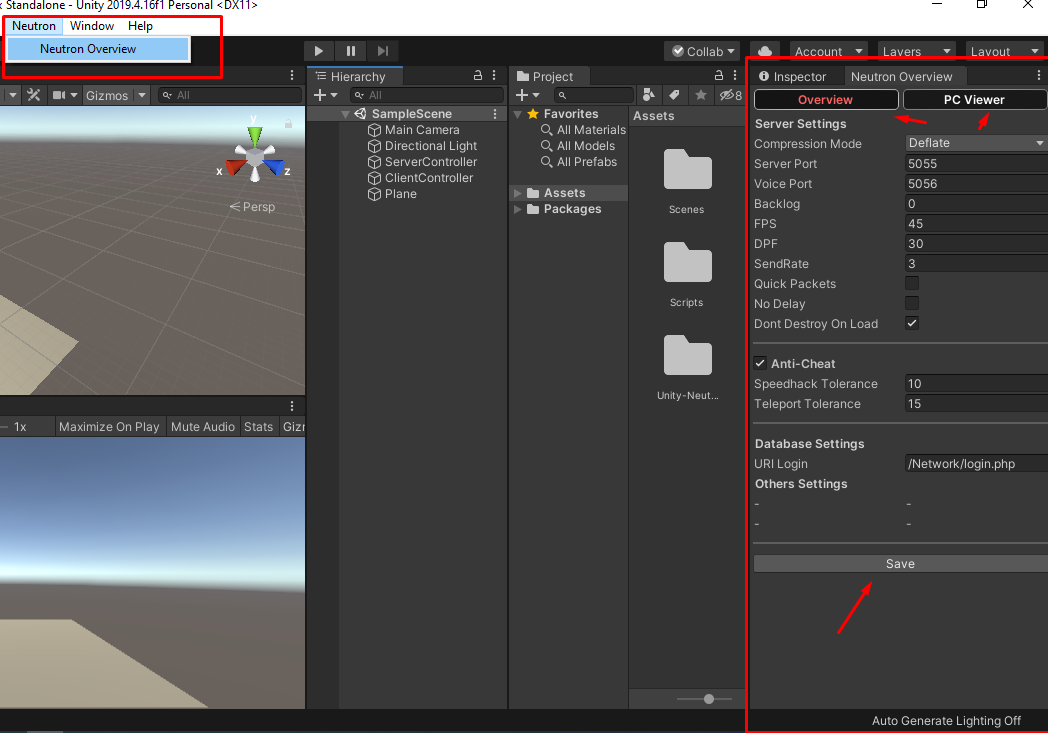 x Standalone - Unity 2019.4.16f1 Personal <DX11>
Neutron Window Help
Neutron Overview
Collab Account Layers Layout
Hierarchy
Project
Inspector Neutron Overview
Gizmos All
All
8
Overview PC Viewer
SampleScene
Main Camera
Directional Light
ServerController
ClientController
Plane
y
x z
Persp
Favorites
All Materials
All Models
All Prefabs
Assets
Packages
Assets
Scenes
Scripts
Unity-Neut...
Server Settings
Compression Mode Deflate
Server Port 5055
Voice Port 5056
Backlog 0
FPS 45
DPF 30
SendRate 3
Quick Packets
No Delay
Dont Destroy On Load
Anti-Cheat
Speedhack Tolerance 10
Teleport Tolerance 15
Database Settings
URI Login /Network/login.php
Others Settings
- -
- -
Save
1x Maximize On Play Mute Audio Stats Giz
Auto Generate Lighting Off